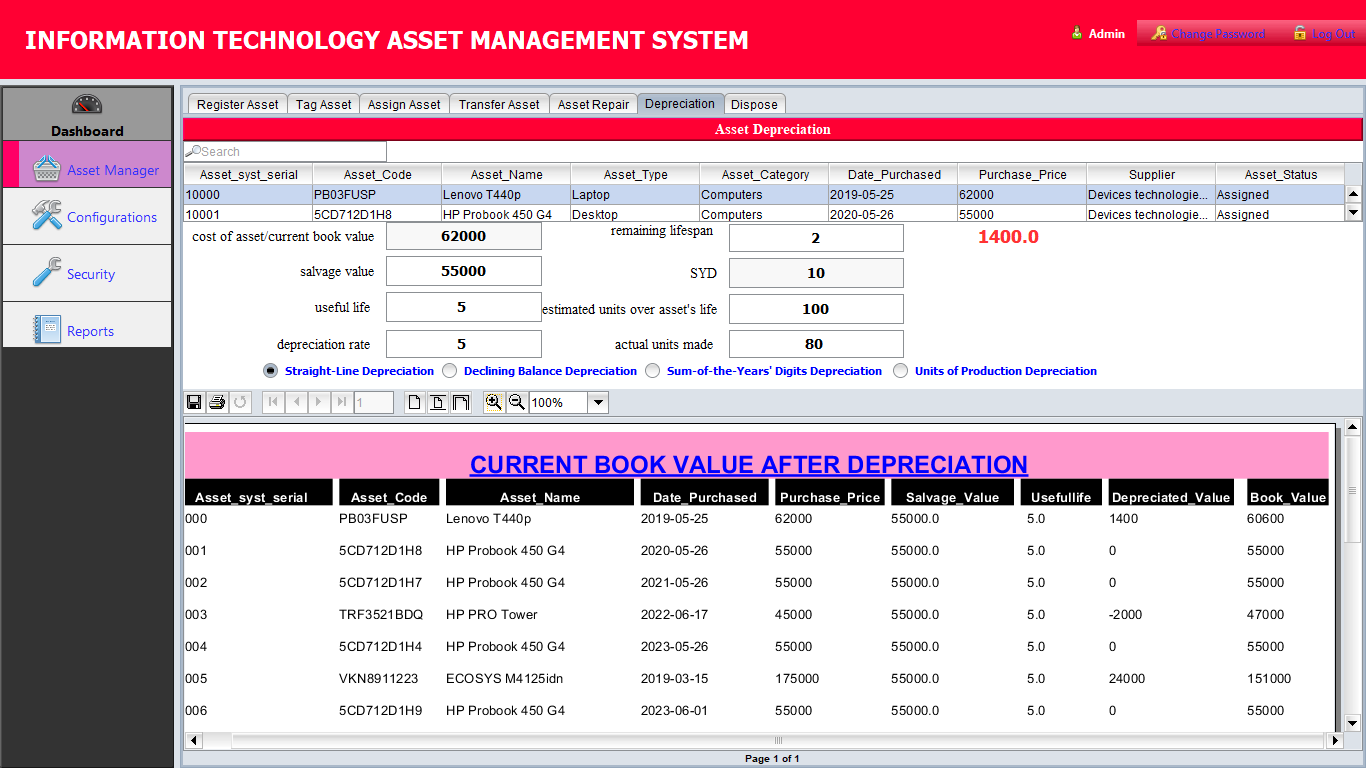 INFORMATION TECHNOLOGY ASSET MANAGEMENT SYSTEM
Admin Change Password Log Out
Dashboard
Asset Manager
Configurations
Security
Reports
Register Asset Tag Asset Assign Asset Transfer Asset Asset Repair Depreciation Dispose
Asset Depreciation
Search
Asset_syst_serial Asset_Code Asset_Name Asset_Type Asset_Category Date_Purchased Purchase_Price Supplier Asset_Status
10000 PB03FUSP Lenovo T440p Laptop Computers 2019-05-25 62000 Devices technologie... Assigned
10001 5CD712D1H8 HP Probook 450 G4 Desktop Computers 2020-05-26 55000 Devices technologie... Assigned
cost of asset/current book value 62000 remaining lifespan 2 1400.0
salvage value 55000 SYD 10
useful life 5 estimated units over asset's life 100
depreciation rate 5 actual units made 80
Straight-Line Depreciation Declining Balance Depreciation Sum-of-the-Years' Digits Depreciation Units of Production Depreciation
1 100%
CURRENT BOOK VALUE AFTER DEPRECIATION
Asset_syst_serial Asset_Code Asset_Name Date_Purchased Purchase_Price Salvage_Value Usefullife Depreciated_Value Book_Value
000 PB03FUSP Lenovo T440p 2019-05-25 62000 55000.0 5.0 1400 60600
001 5CD712D1H8 HP Probook 450 G4 2020-05-26 55000 55000.0 5.0 0 55000
002 5CD712D1H7 HP Probook 450 G4 2021-05-26 55000 55000.0 5.0 0 55000
003 TRF3521BDQ HP PRO Tower 2022-06-17 45000 55000.0 5.0 -2000 47000
004 5CD712D1H4 HP Probook 450 G4 2023-05-26 55000 55000.0 5.0 0 55000
005 VKN8911223 ECOSYS M4125idn 2019-03-15 175000 55000.0 5.0 24000 151000
006 5CD712D1H9 HP Probook 450 G4 2023-06-01 55000 55000.0 5.0 0 55000
Page 1 of 1